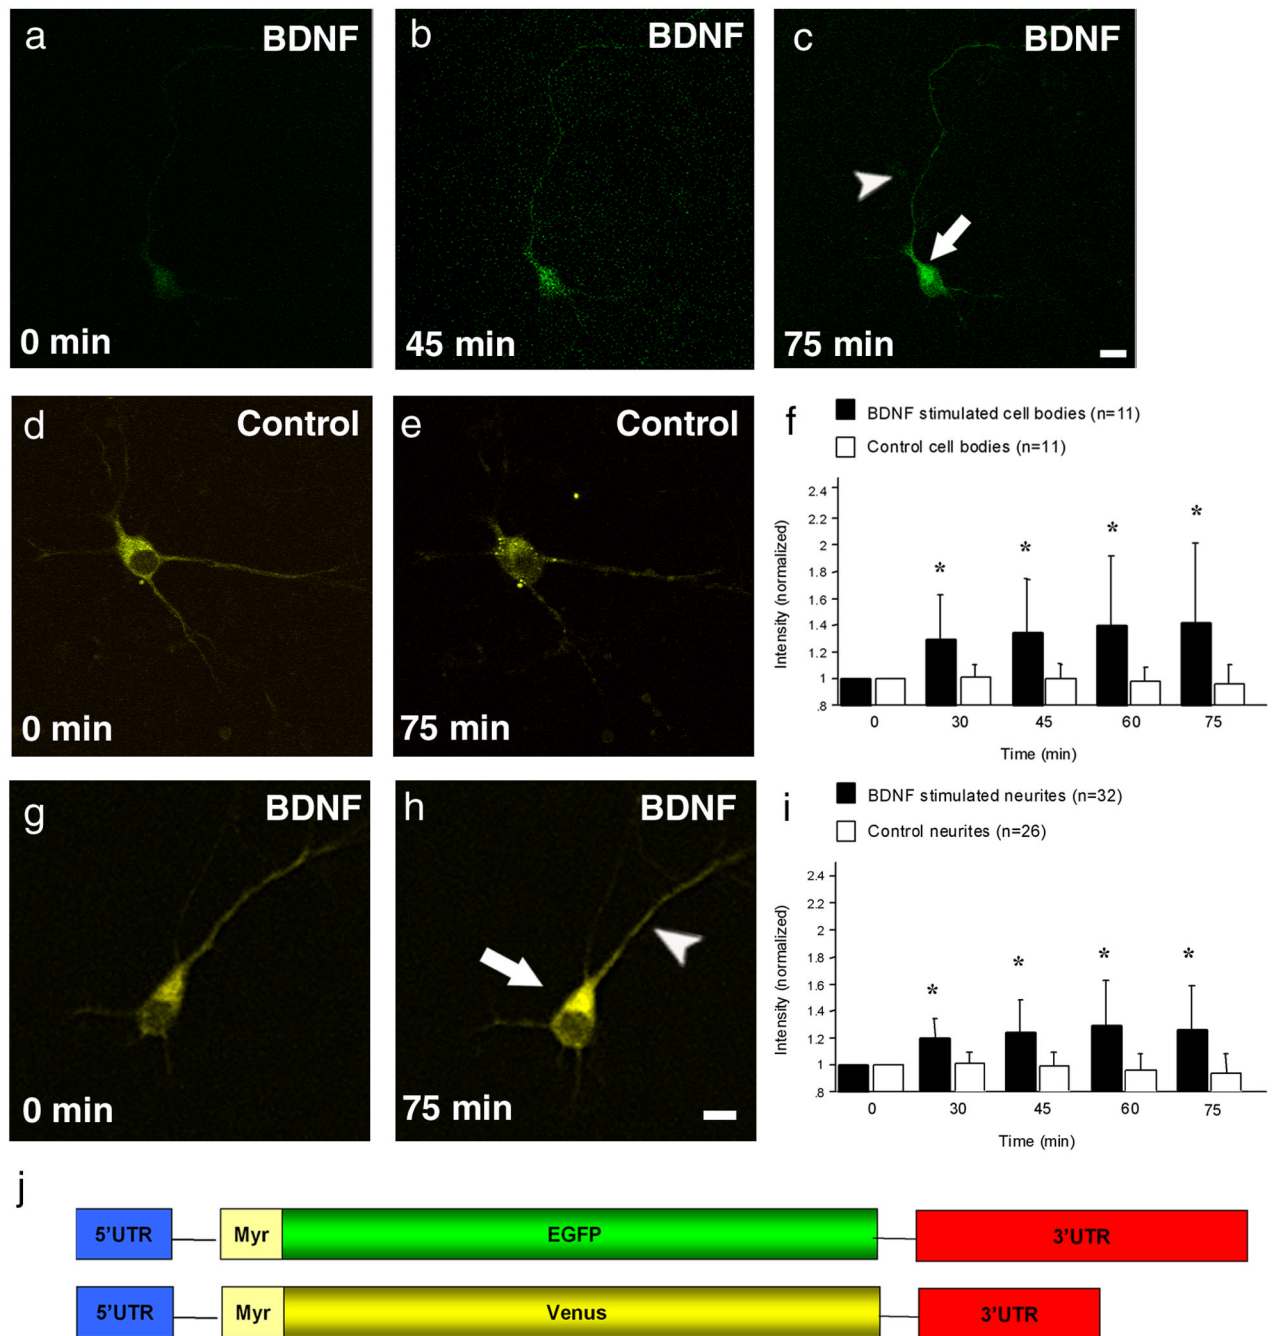 a BDNF
0 min
b BDNF
45 min
c BDNF
75 min
d Control
0 min
e Control
75 min
f
BDNF stimulated cell bodies (n=11)
Control cell bodies (n=11)
Intensity (normalized)
2.4
2.2
2
1.8
1.6
1.4
1.2
1
.8
* * * *
0 30 45 60 75
Time (min)
g BDNF
0 min
h BDNF
75 min
i
BDNF stimulated neurites (n=32)
Control neurites (n=26)
Intensity (normalized)
2.4
2.2
2
1.8
1.6
1.4
1.2
1
.8
* * * *
0 30 45 60 75
Time (min)
j
5'UTR Myr EGFP 3'UTR
5'UTR Myr Venus 3'UTR